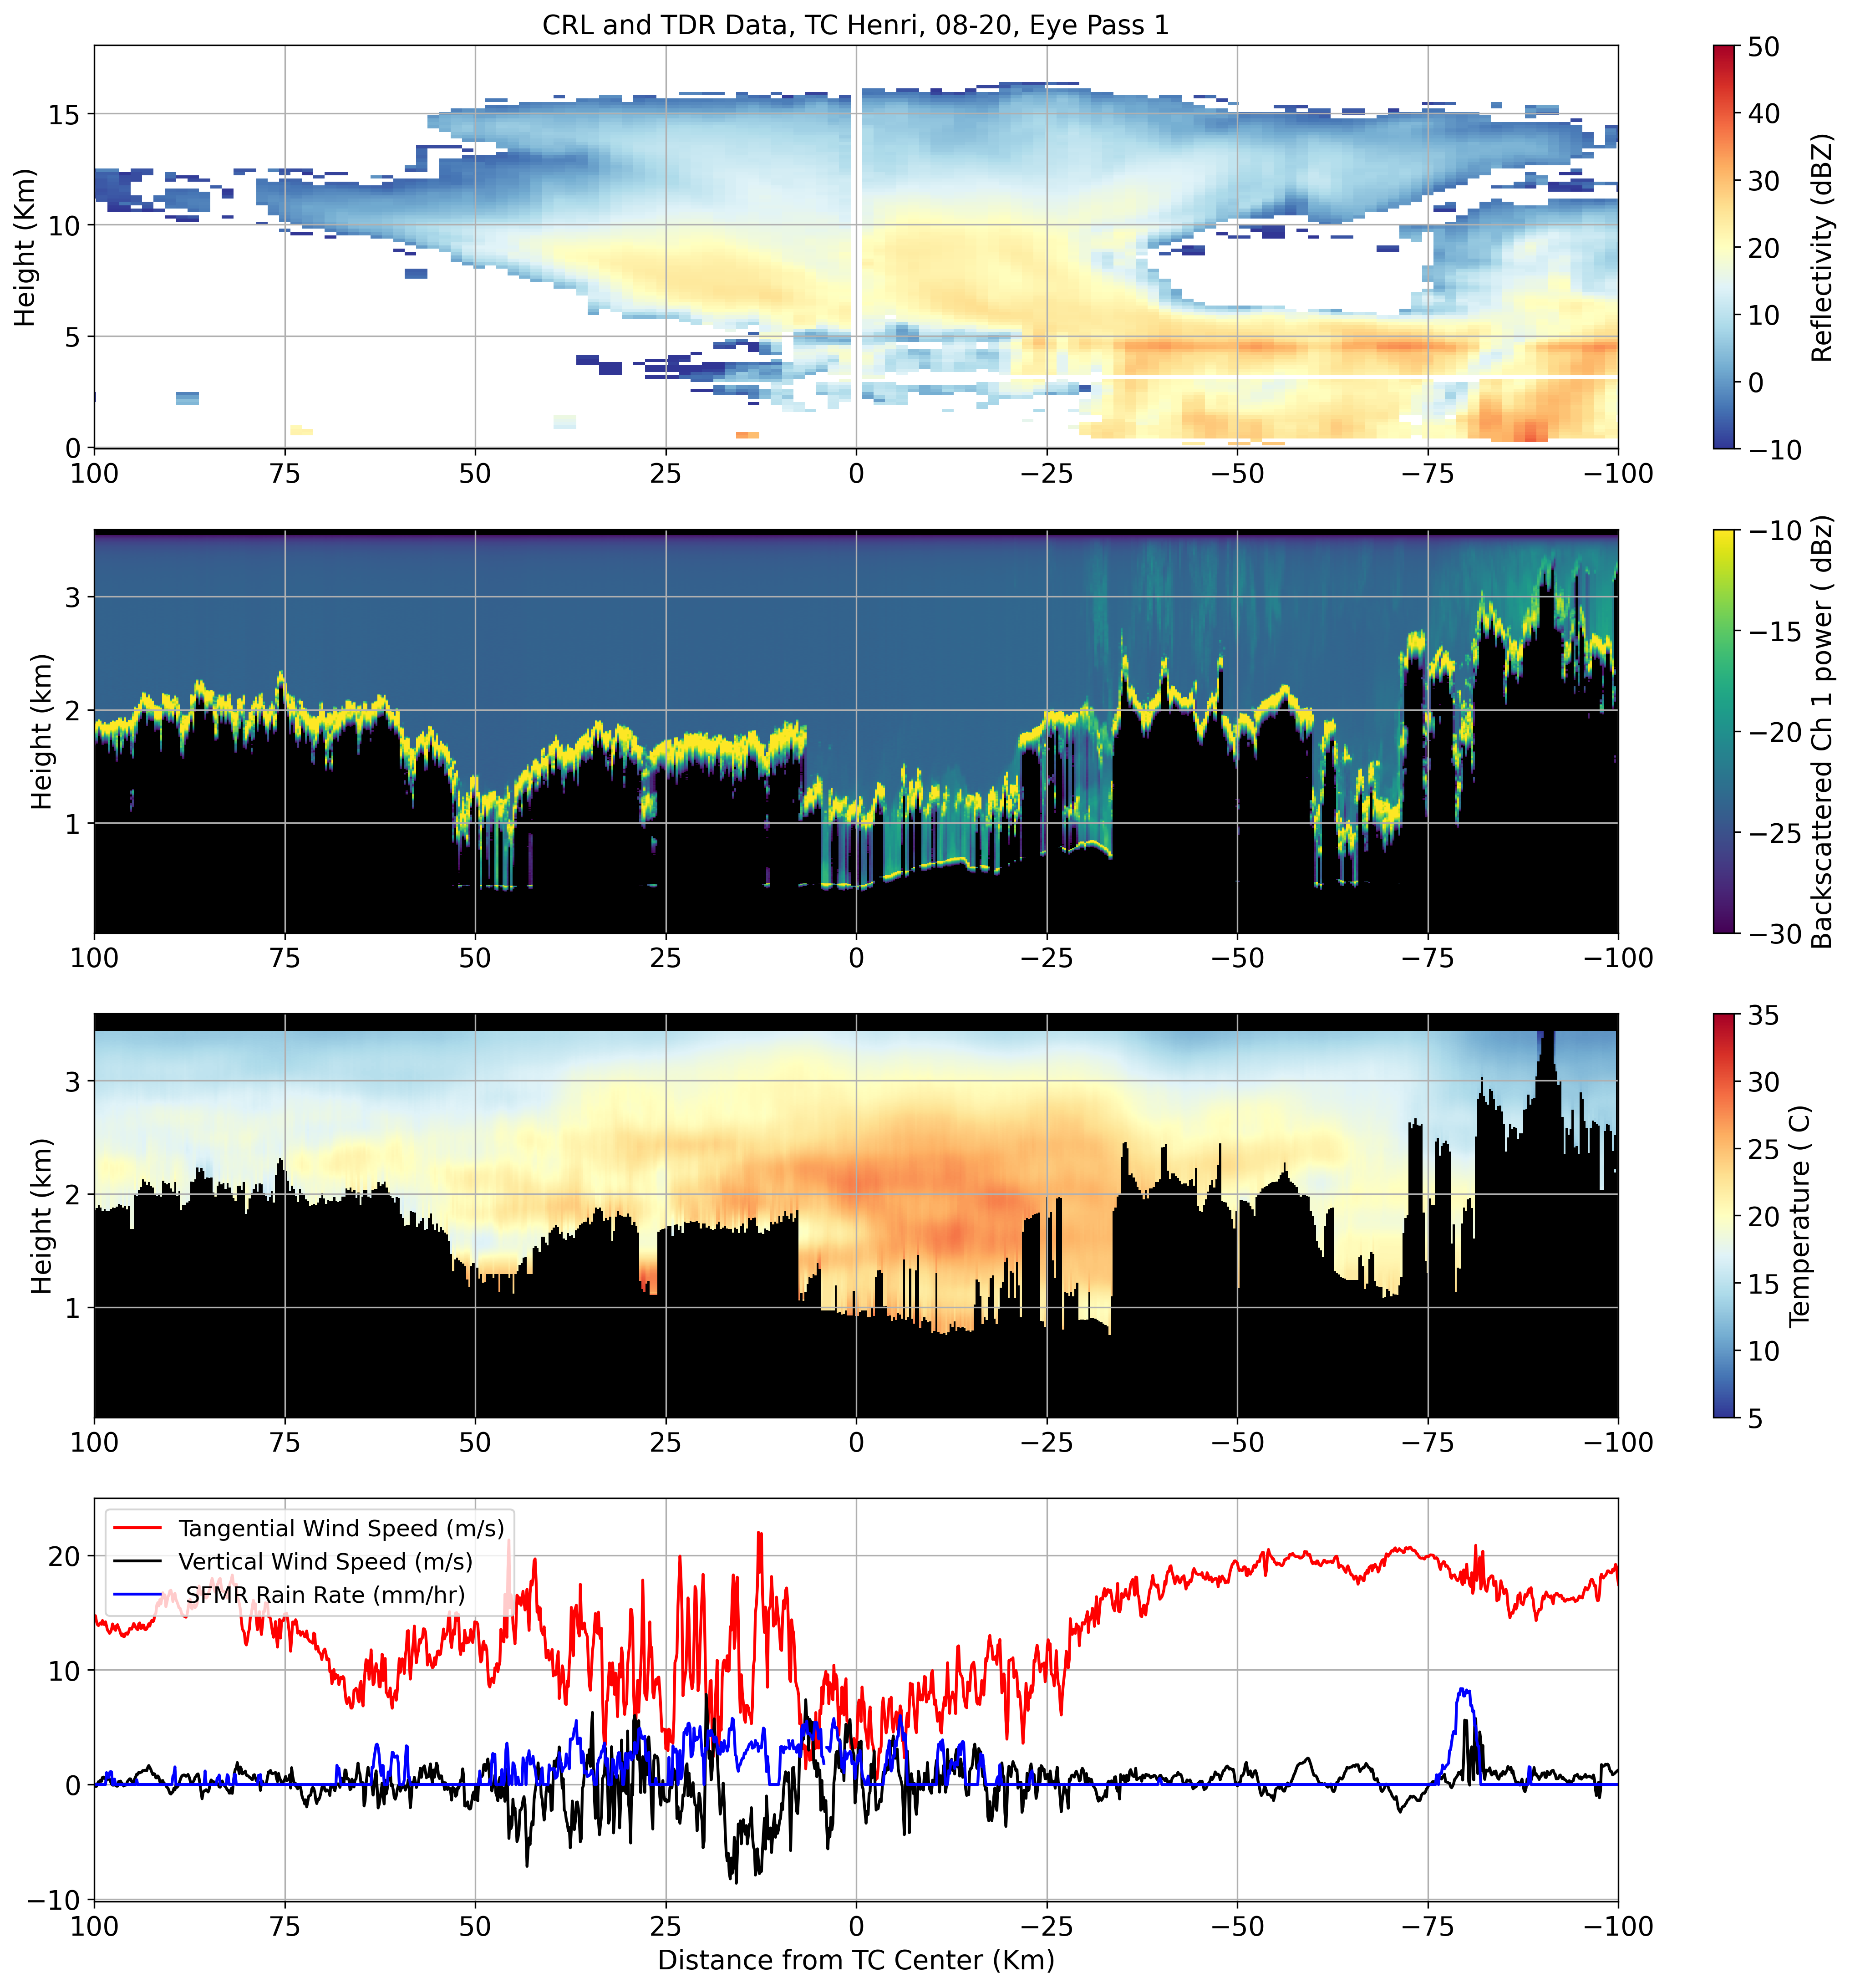 CRL and TDR Data, TC Henri, 08-20, Eye Pass 1
Height (Km)
15
10
5
0
100 75 50 25 0 −25 −50 −75 −100
50
40
30
20
10
0
−10
Reflectivity (dBZ)
Height (km)
3
2
1
100 75 50 25 0 −25 −50 −75 −100
−10
−15
−20
−25
−30
Backscattered Ch 1 power ( dBz)
Height (km)
3
2
1
100 75 50 25 0 −25 −50 −75 −100
35
30
25
20
15
10
5
Temperature ( C)
20
10
0
−10
Tangential Wind Speed (m/s)
Vertical Wind Speed (m/s)
SFMR Rain Rate (mm/hr)
100 75 50 25 0 −25 −50 −75 −100
Distance from TC Center (Km)